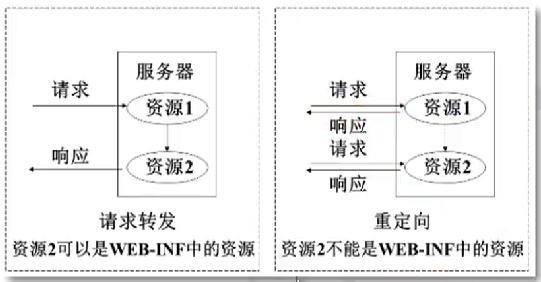 服务器
请求
资源1
响应
资源2
请求转发
资源2可以是WEB-INF中的资源
服务器
请求
资源1
响应
请求
资源2
响应
重定向
资源2不能是WEB-INF中的资源